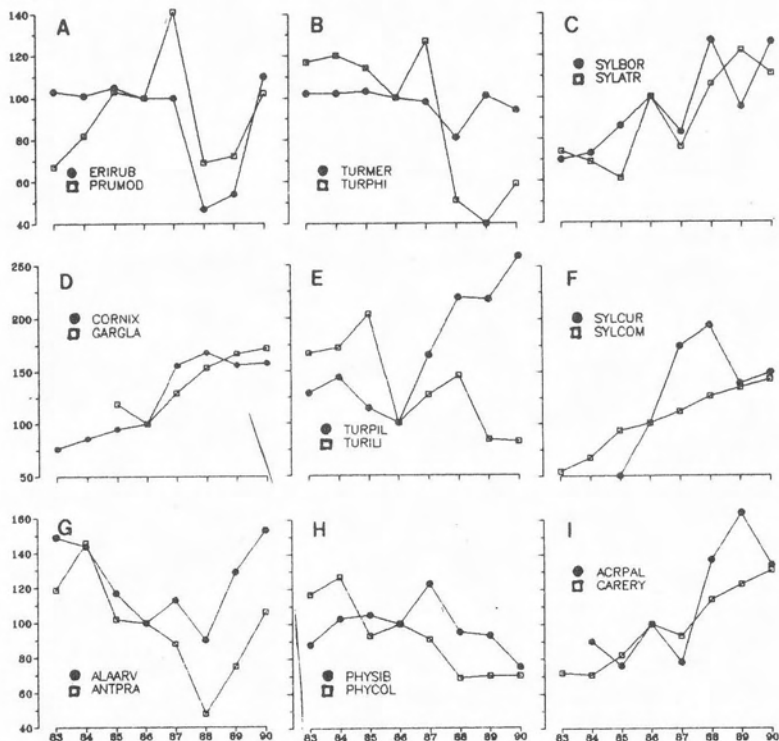 140
120
100
80
60
40
A
ERIRUB
PRUMOD
B
TURMER
TURPHI
C
SYLBOR
SYLATR
250
200
150
100
50
D
CORNIX
GARGLA
E
TURPIL
TURILI
F
SYLCUR
SYLCOM
160
140
120
100
80
60
40
G
ALAARV
ANTPRA
H
PHYSIB
PHYCOL
I
ACRPAL
CARERY
83 84 85 86 87 88 89 90
83 84 85 86 87 88 89 90
83 84 85 86 87 88 89 90